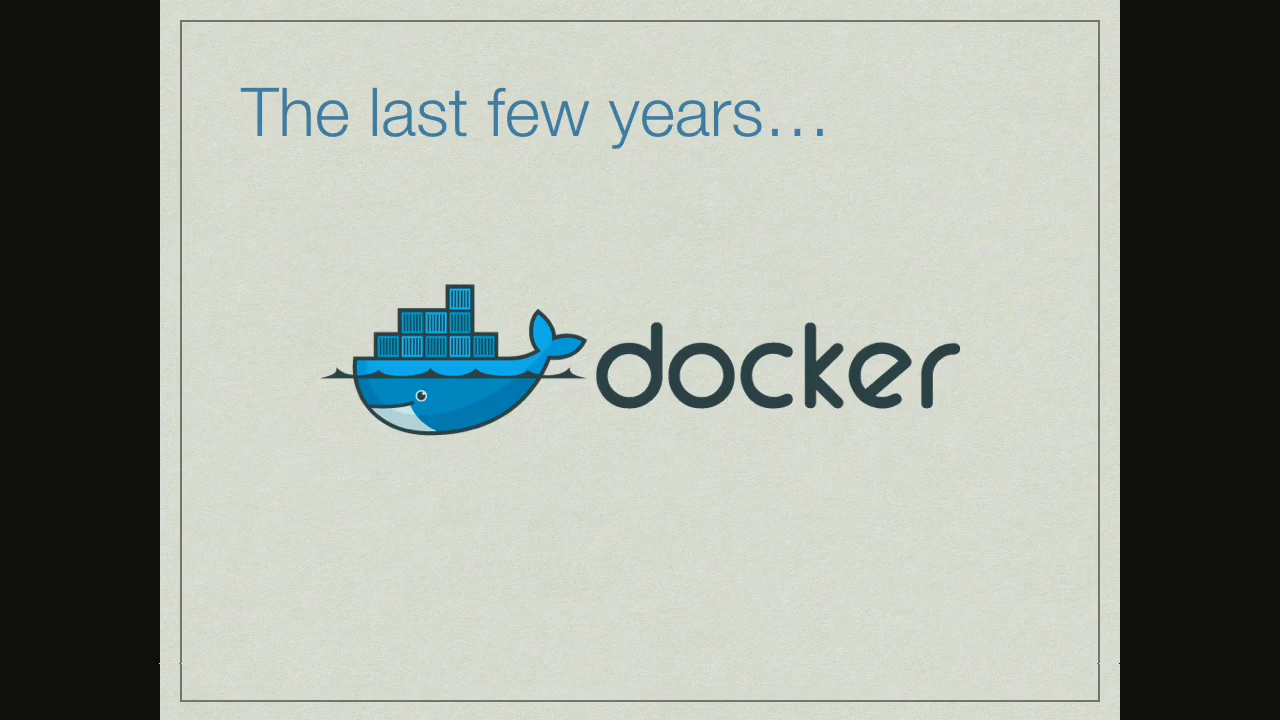 The last few years…
docker